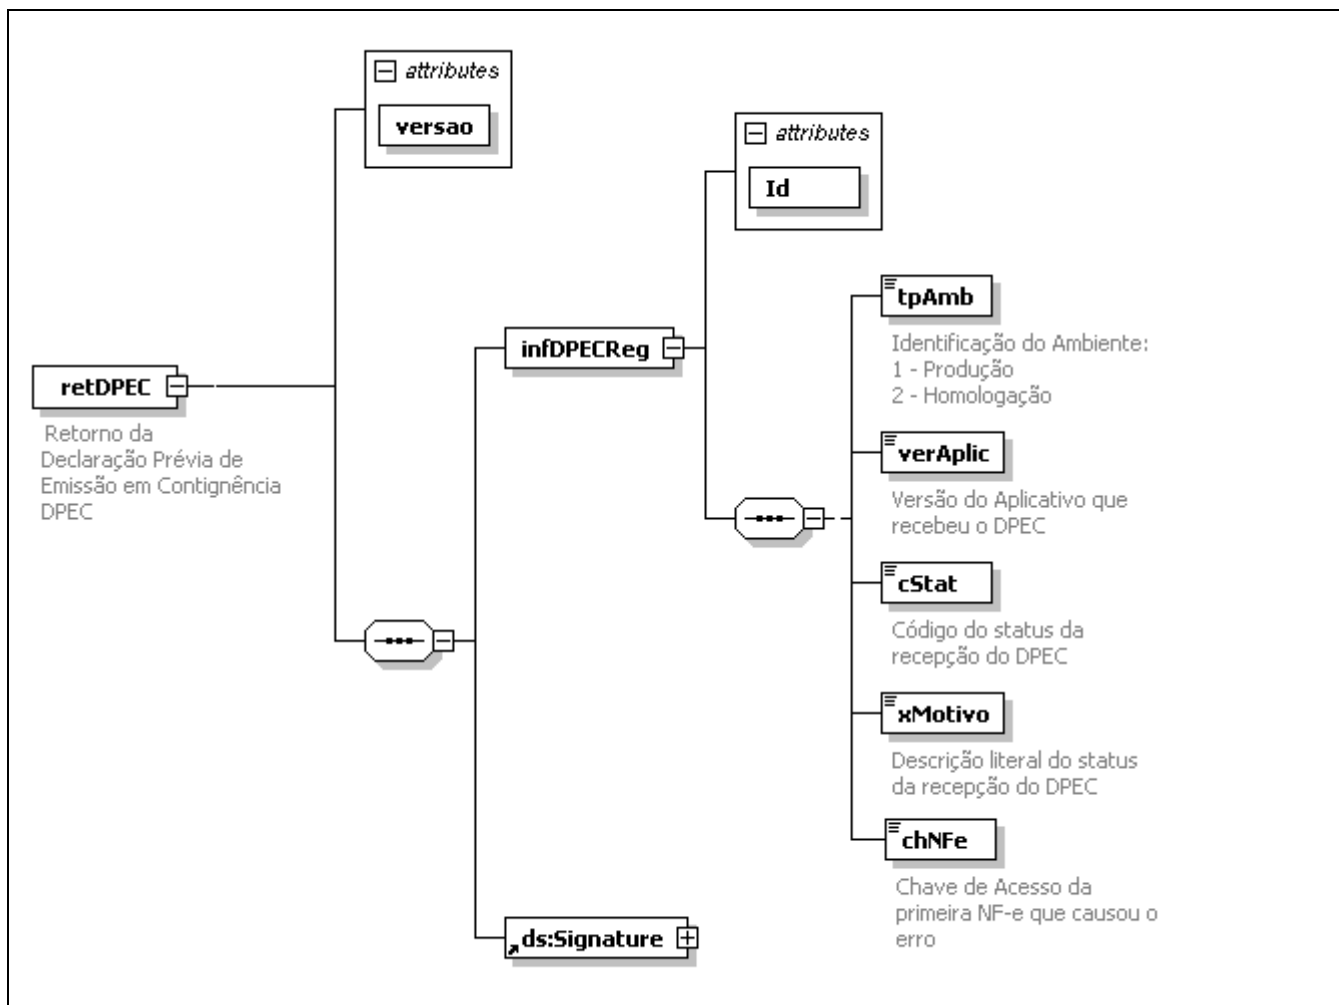 attributes
versao
attributes
Id
retDPEC
Retorno da
Declaração Prévia de
Emissão em Contignência
DPEC
infDPECReg
tpAmb
Identificação do Ambiente:
1 - Produção
2 - Homologação
verAplic
Versão do Aplicativo que
recebeu o DPEC
cStat
Código do status da
recepção do DPEC
xMotivo
Descrição literal do status
da recepção do DPEC
chNFe
Chave de Acesso da
primeira NF-e que causou o
erro
ds:Signature